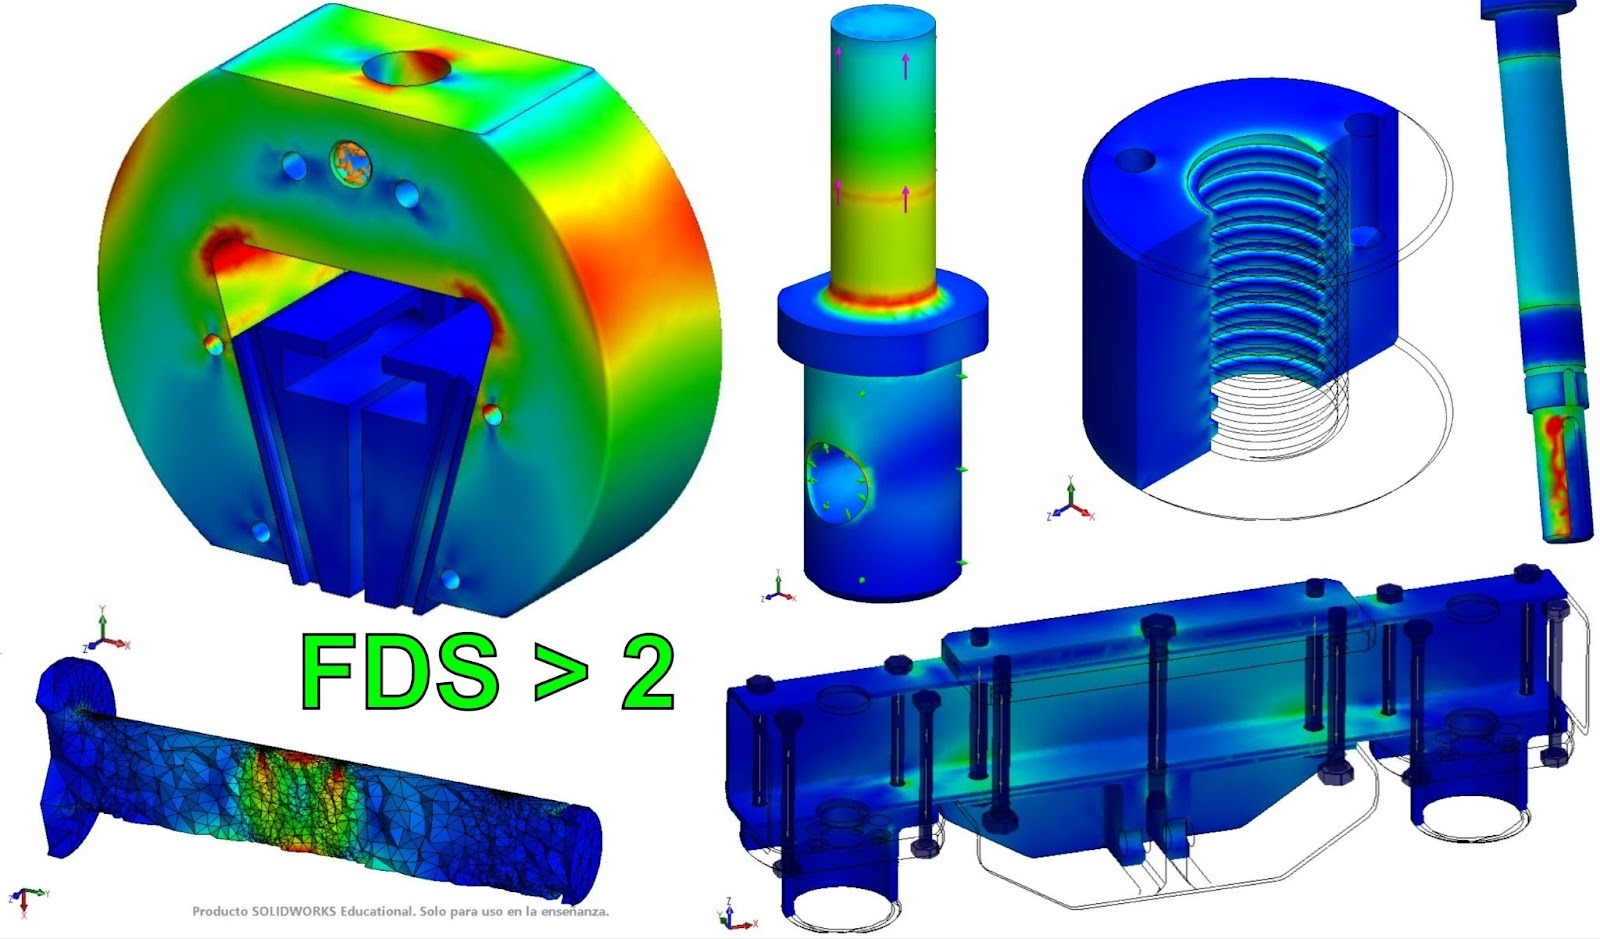 FDS > 2
Producto SOLIDWORKS Educational. Solo para uso en la enseñanza.